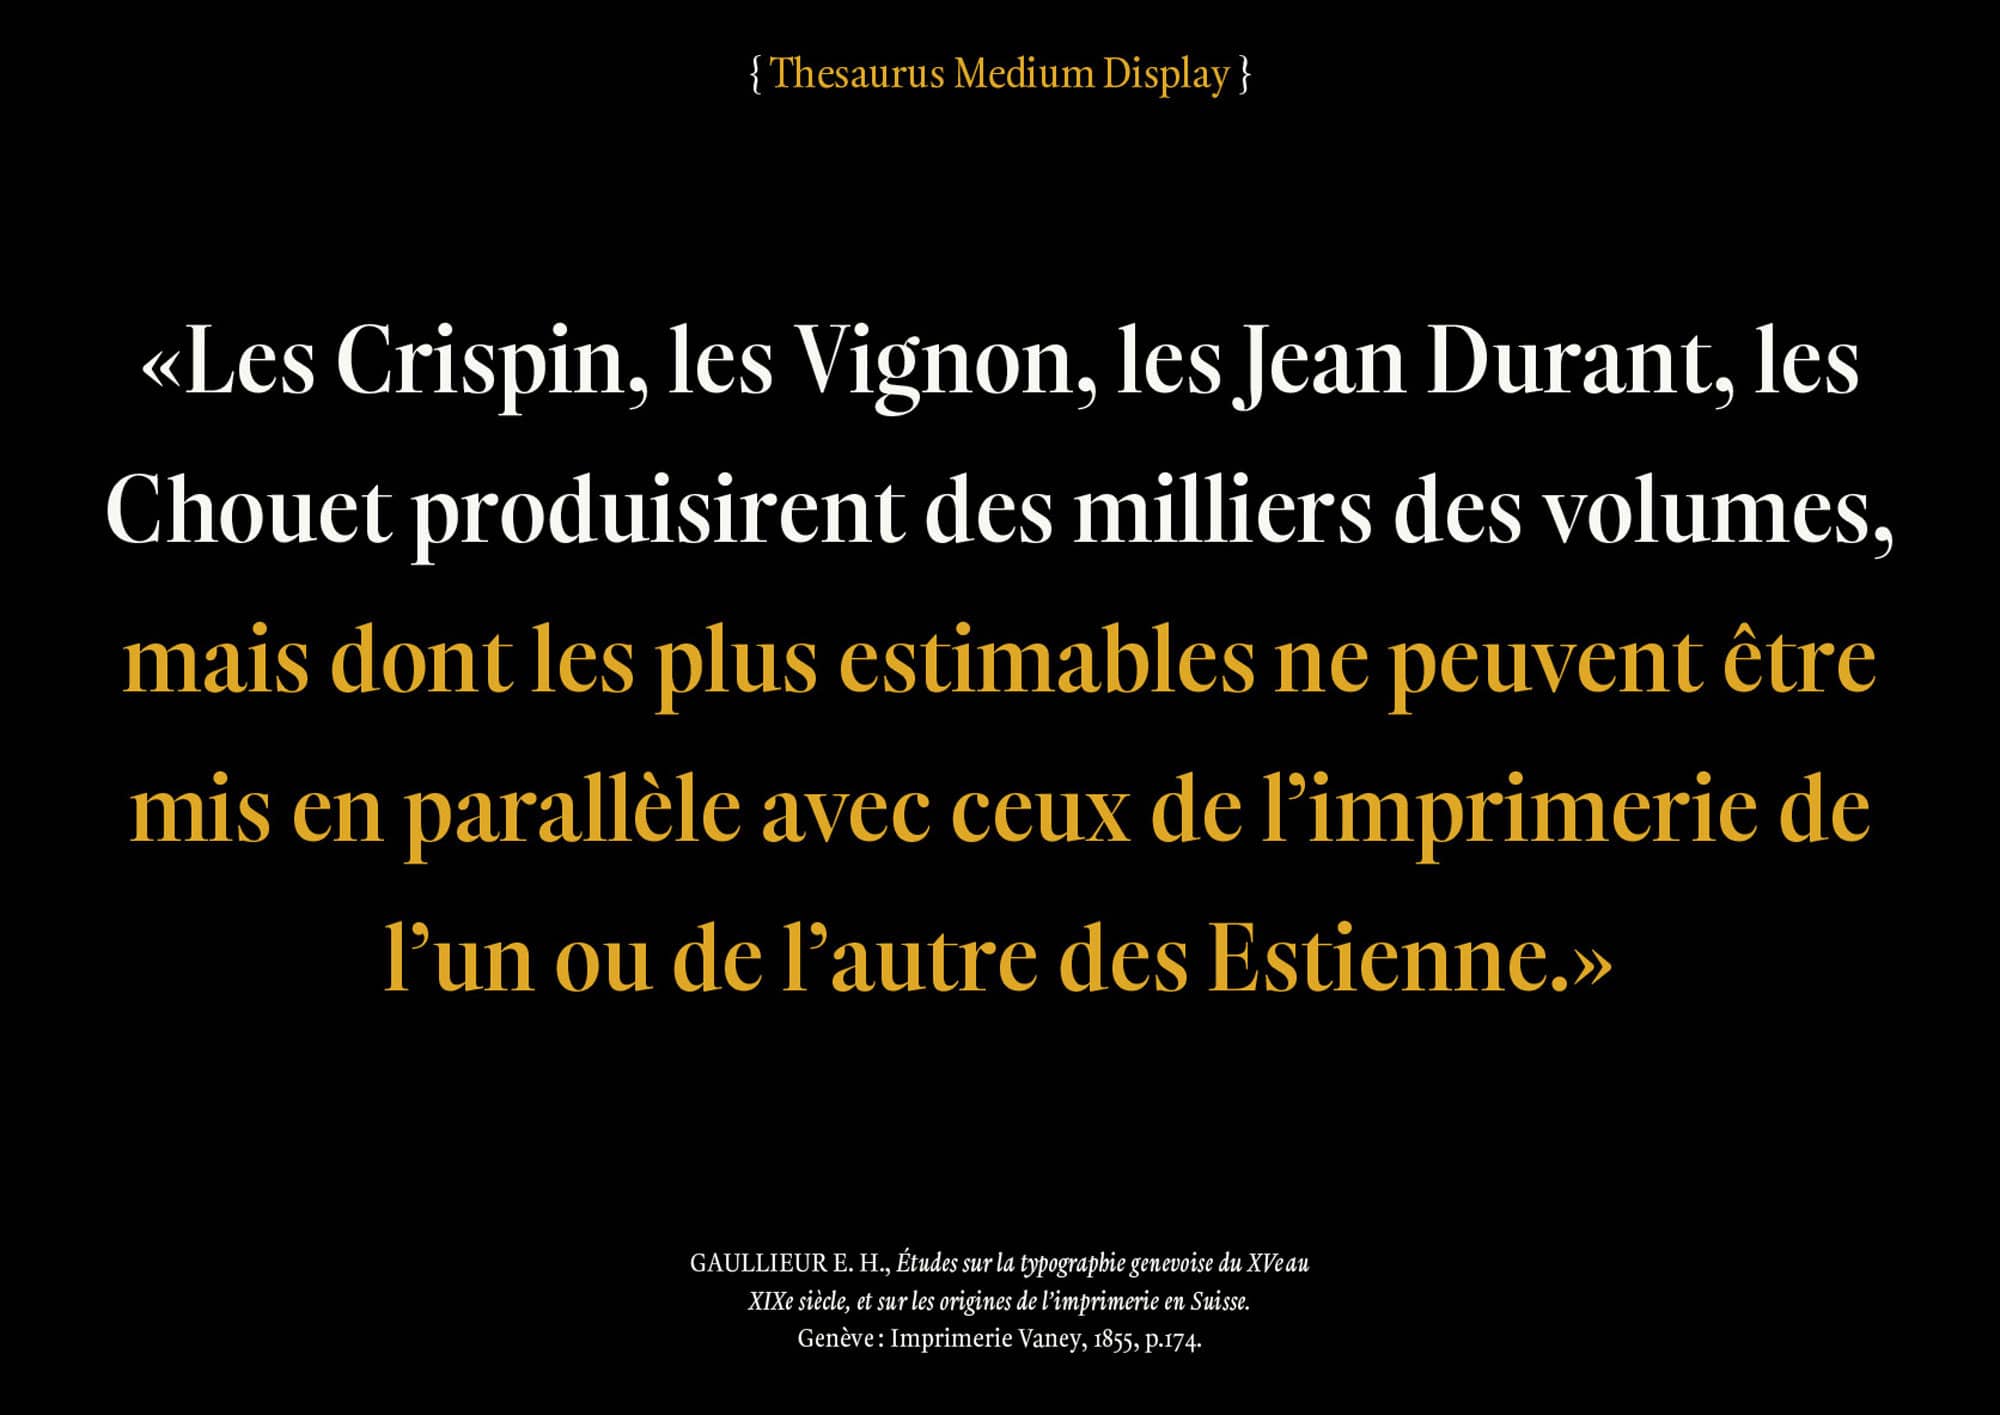 { Thesaurus Medium Display }
«Les Crispin, les Vignon, les Jean Durant, les
Chouet produisirent des milliers des volumes,
mais dont les plus estimables ne peuvent être
mis en parallèle avec ceux de l’imprimerie de
l’un ou de l’autre des Estienne.»
GAULLIEUR E. H., Études sur la typographie genevoise du XVe au
XIXe siècle, et sur les origines de l’imprimerie en Suisse.
Genève : Imprimerie Vaney, 1855, p.174.